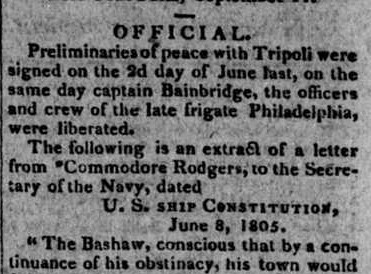 OFFICIAL.
Preliminaries of peace with Tripoli were
signed on the 2d day of June last, on the
same day captain Bainbridge, the officers
and crew of the late frigate Philadelphia,
were liberated.
The following is an extract of a letter
from *Commodore Rodgers, to the Secre-
tary of the Navy, dated
U. S. SHIP CONSTITUTION,
June 8, 1805.
"The Bashaw, conscious that by a con-
tinuance of his obstinacy, his town would